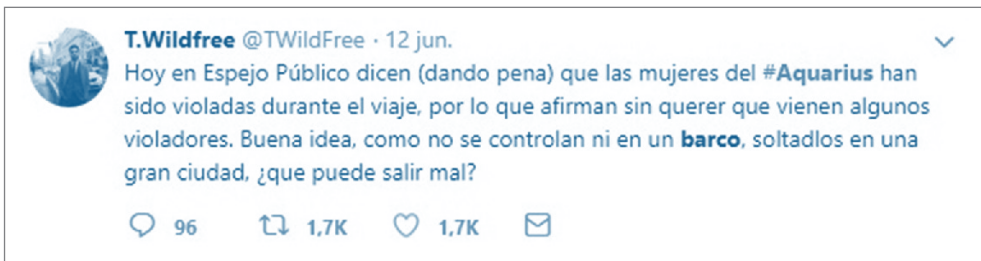 T.Wildfree @TWildFree · 12 jun.
Hoy en Espejo Público dicen (dando pena) que las mujeres del #Aquarius han
sido violadas durante el viaje, por lo que afirman sin querer que vienen algunos
violadores. Buena idea, como no se controlan ni en un barco, soltadlos en una
gran ciudad, ¿que puede salir mal?
96 1,7K 1,7K